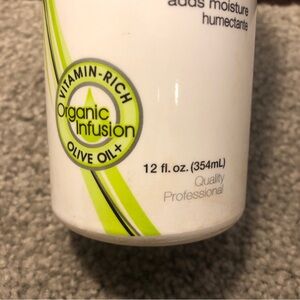 adds moisture
humectante
VITAMIN-RICH
Organic
Infusion
OLIVE OIL+
12 fl. oz. (354mL)
Quality
Professional